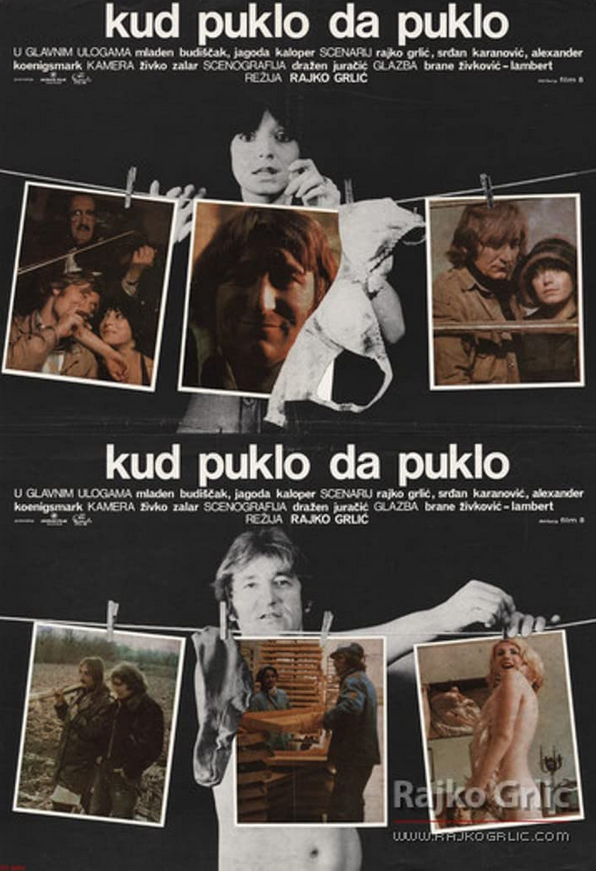 kud puklo da puklo
U GLAVNIM ULOGAMA mladen budiščak, jagoda kaloper SCENARIJ rajko grlić, srđan karanović, alexander
koenigsmark KAMERA živko zalar SCENOGRAFIJA dražen juračić GLAZBA brane živković – lambert
REŽIJA RAJKO GRLIĆ
film 8
kud puklo da puklo
U GLAVNIM ULOGAMA mladen budiščak, jagoda kaloper SCENARIJ rajko grlić, srđan karanović, alexander
koenigsmark KAMERA živko zalar SCENOGRAFIJA dražen juračić GLAZBA brane živković – lambert
REŽIJA RAJKO GRLIĆ
film 8
Rajko Grlic
WWW.RAJKOGRLIC.COM